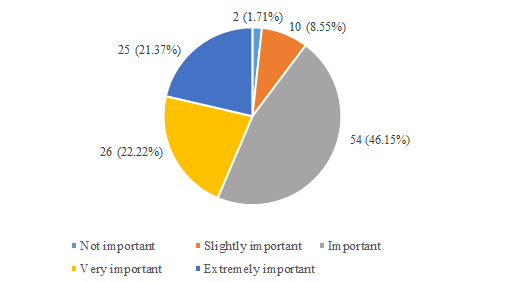 2 (1.71%)
10 (8.55%)
25 (21.37%)
54 (46.15%)
26 (22.22%)
Not important Slightly important Important
Very important Extremely important